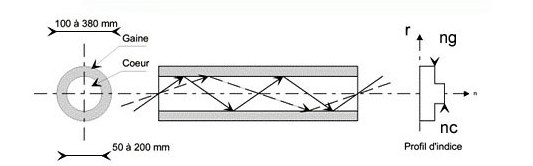 100 à 380 mm
Gaine
Coeur
50 à 200 mm
r
ng
n
nc
Profil d'indice